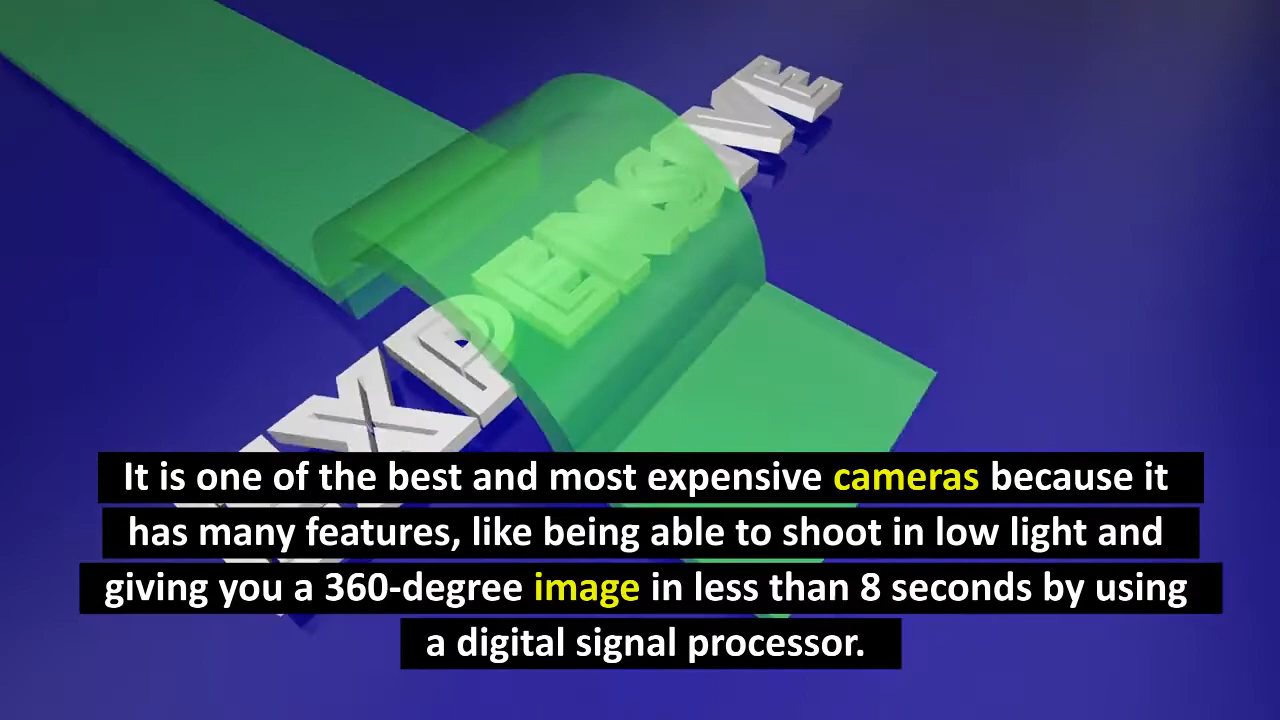 EXPENSIVE
It is one of the best and most expensive cameras because it
has many features, like being able to shoot in low light and
giving you a 360-degree image in less than 8 seconds by using
a digital signal processor.